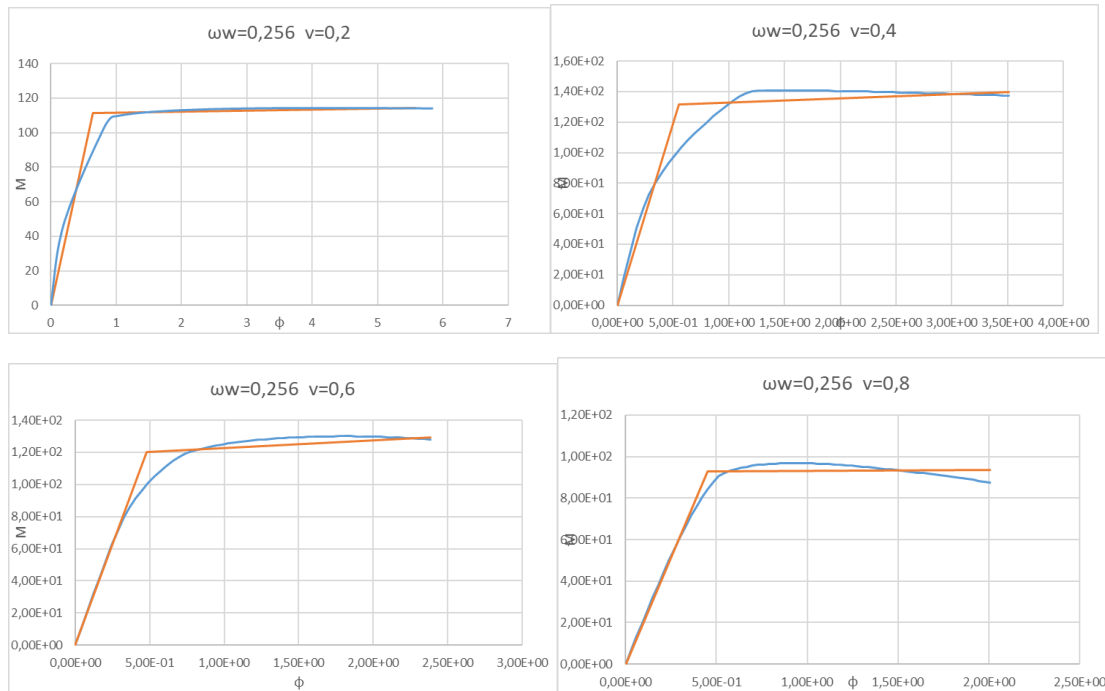 ωw=0,256 v=0,2
140
120
100
80
60
40
20
0
M
0 1 2 3 4 5 6 7
ϕ
ωw=0,256 v=0,4
1,60E+02
1,40E+02
1,20E+02
1,00E+02
8,00E+01
6,00E+01
4,00E+01
2,00E+01
0,00E+00
M
0,00E+00 5,00E-01 1,00E+00 1,50E+00 2,00E+00 2,50E+00 3,00E+00 3,50E+00 4,00E+00
ϕ
ωw=0,256 v=0,6
1,40E+02
1,20E+02
1,00E+02
8,00E+01
6,00E+01
4,00E+01
2,00E+01
0,00E+00
M
0,00E+00 5,00E-01 1,00E+00 1,50E+00 2,00E+00 2,50E+00 3,00E+00
ϕ
ωw=0,256 v=0,8
1,20E+02
1,00E+02
8,00E+01
6,00E+01
4,00E+01
2,00E+01
0,00E+00
M
0,00E+00 5,00E-01 1,00E+00 1,50E+00 2,00E+00 2,50E+00
ϕ